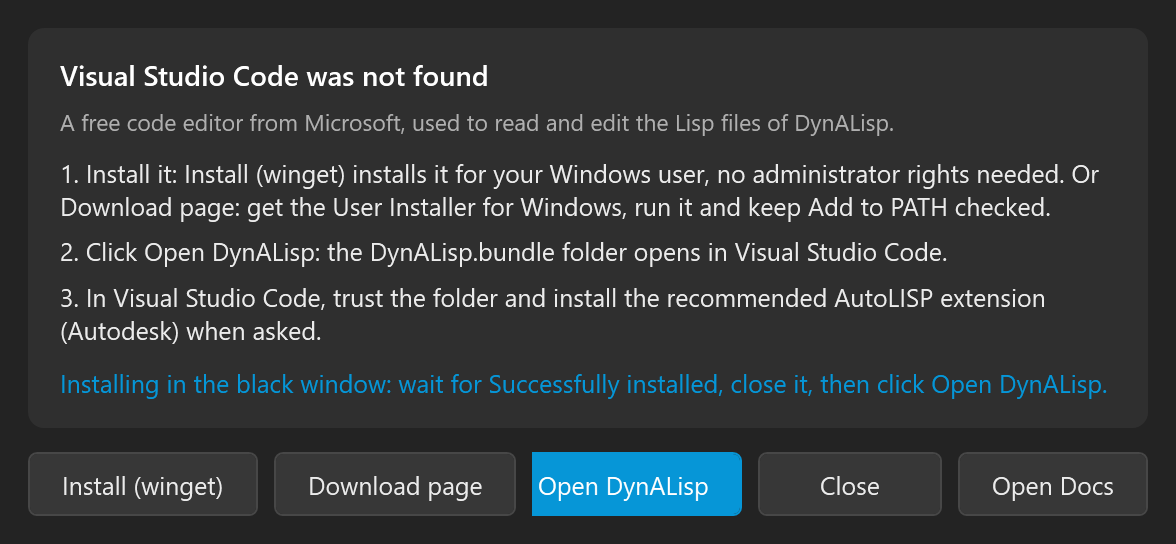 Visual Studio Code was not found
A free code editor from Microsoft, used to read and edit the Lisp files of DynALisp.
1. Install it: Install (winget) installs it for your Windows user, no administrator rights needed. Or
Download page: get the User Installer for Windows, run it and keep Add to PATH checked.
2. Click Open DynALisp: the DynALisp.bundle folder opens in Visual Studio Code.
3. In Visual Studio Code, trust the folder and install the recommended AutoLISP extension
(Autodesk) when asked.
Installing in the black window: wait for Successfully installed, close it, then click Open DynALisp.
Install (winget)
Download page
Open DynALisp
Close
Open Docs